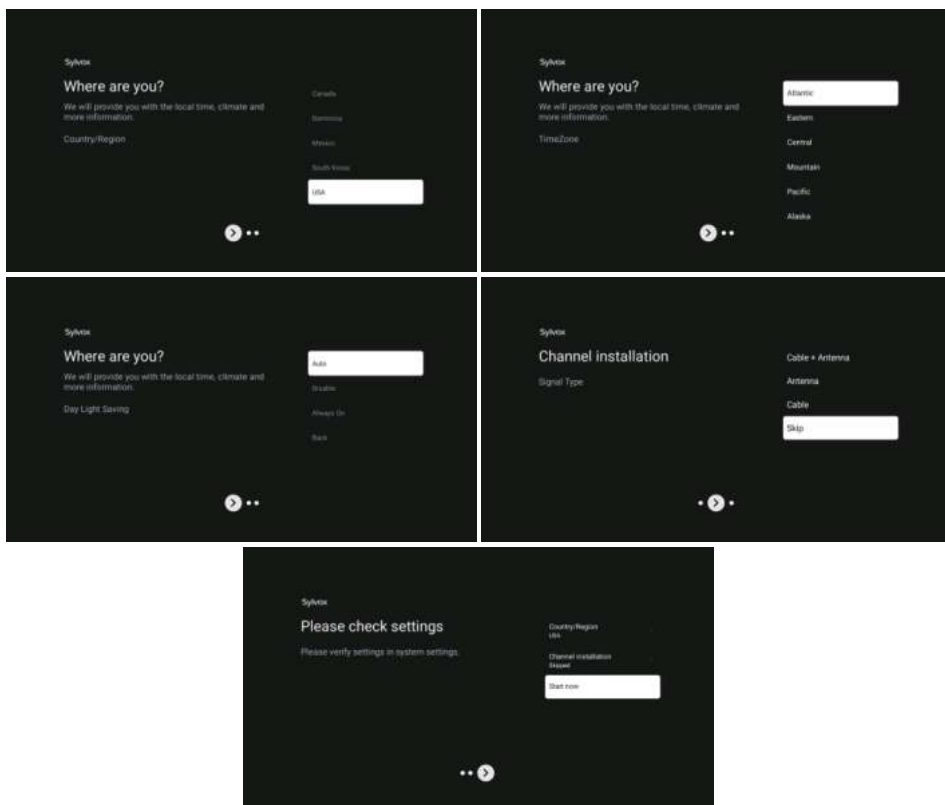 Sylvox
Where are you?
We will provide you with the local time, climate and
more information.
Country/Region
Canada
Dominica
Mexico
South Korea
USA
Sylvox
Where are you?
We will provide you with the local time, climate and
more information.
TimeZone
Atlantic
Eastern
Central
Mountain
Pacific
Alaska
Sylvox
Where are you?
We will provide you with the local time, climate and
more information.
Day Light Saving
Auto
Disable
Always On
Back
Sylvox
Channel installation
Signal Type
Cable + Antenna
Antenna
Cable
Skip
Sylvox
Please check settings
Please verify settings in system settings.
Country/Region
USA
Channel installation
Skipped
Start now